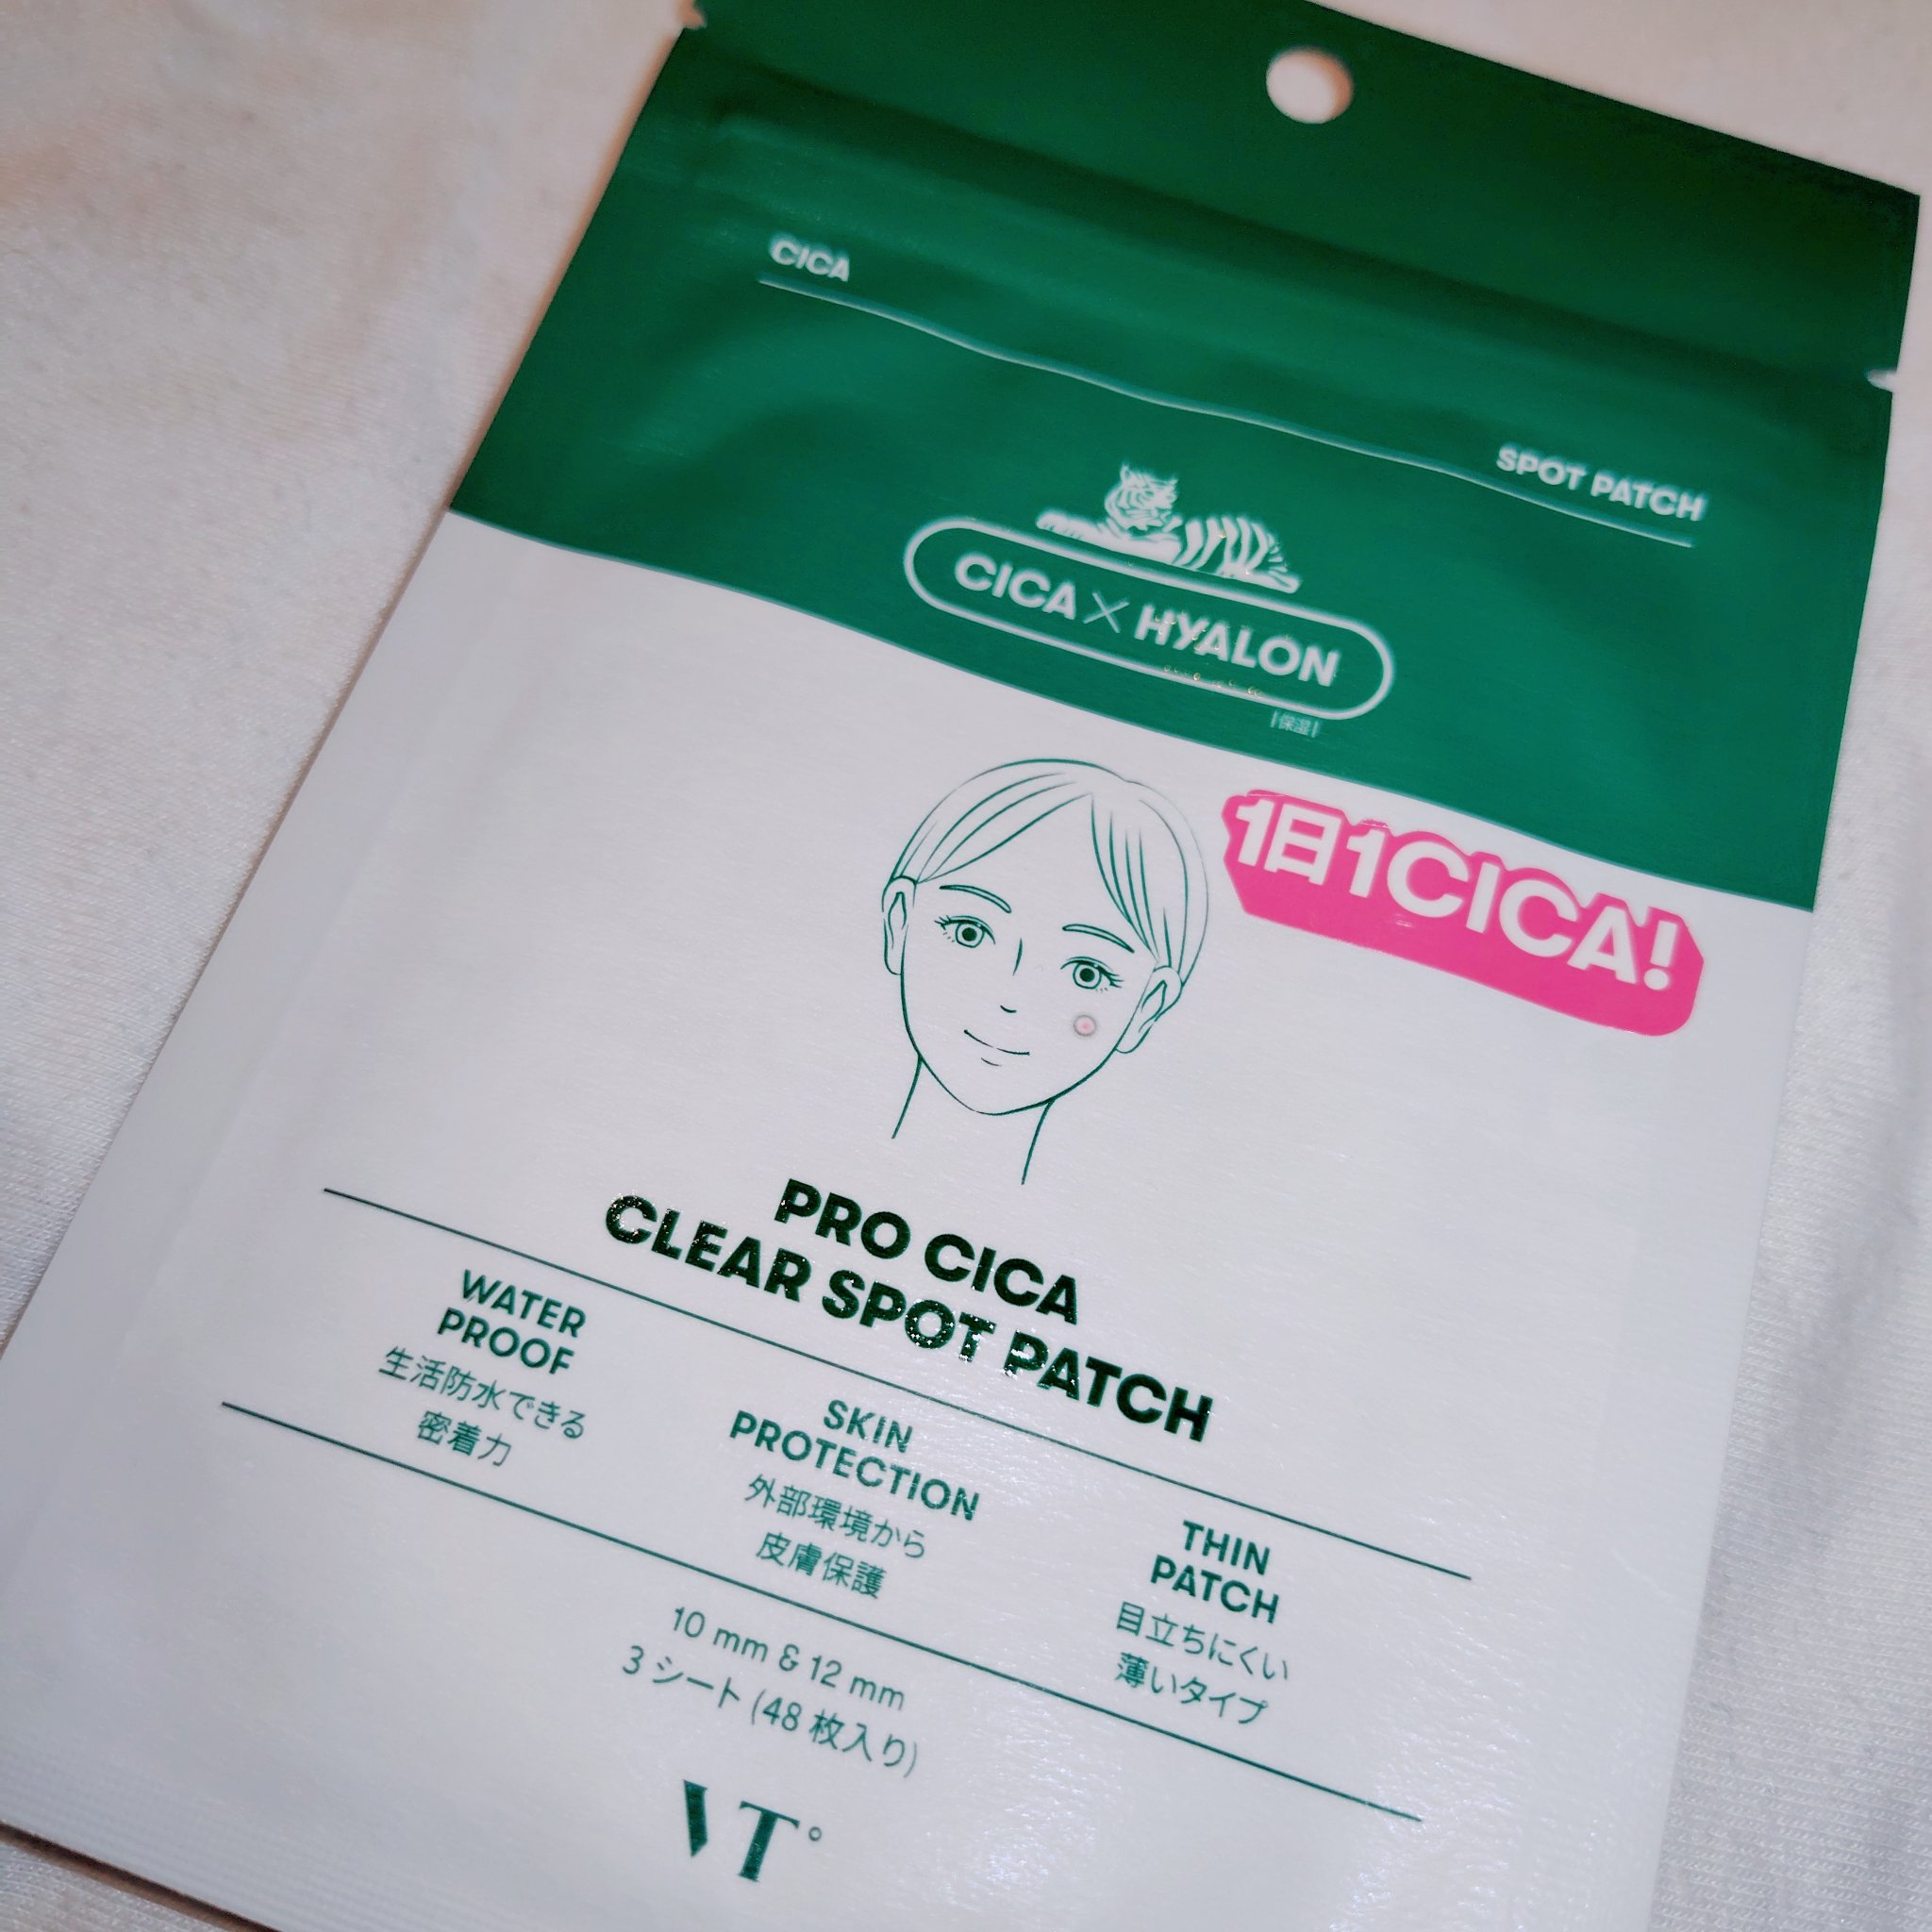 CICA
SPOT PATCH
CICA × HYALON
[保湿]
1日1CICA!
PRO CICA
CLEAR SPOT PATCH
WATER
PROOF
生活防水できる
密着力
SKIN
PROTECTION
外部環境から
皮膚保護
THIN
PATCH
目立ちにくい
薄いタイプ
10 mm & 12 mm
3 シート (48 枚入り)
VT°